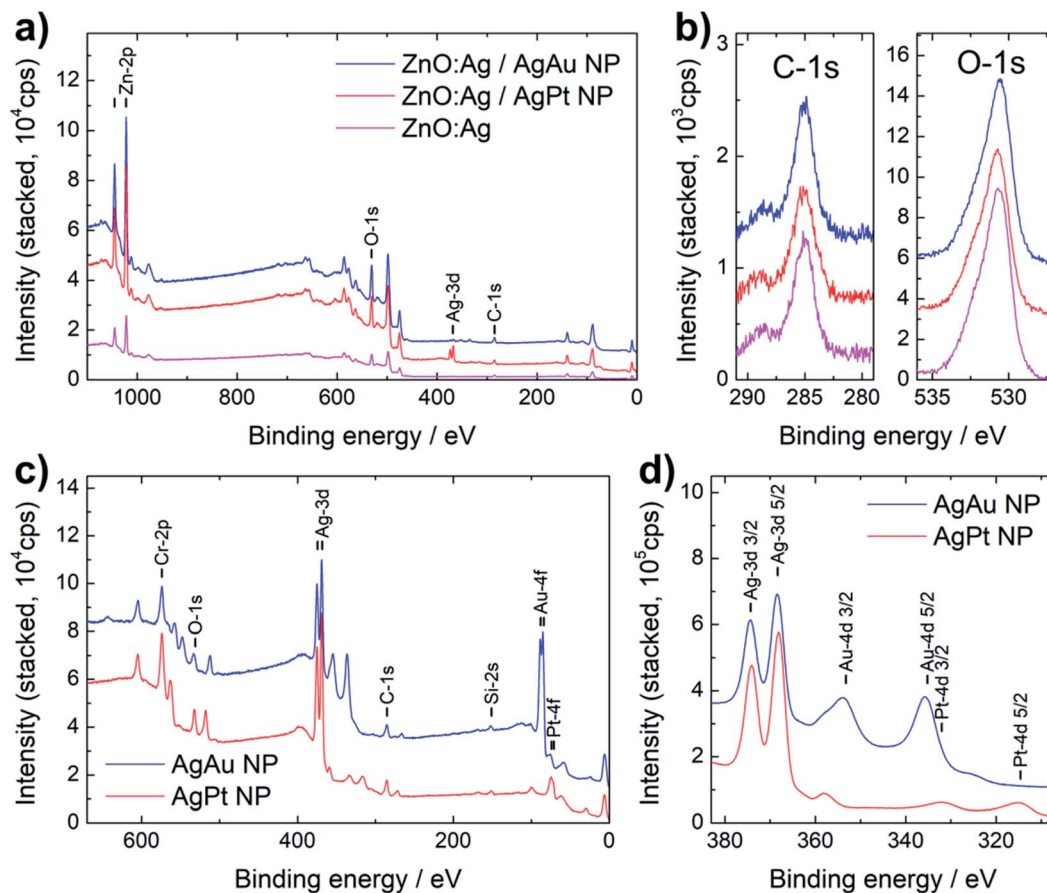 a)
Intensity (stacked, 10⁴cps)
12
10
8
6
4
2
0
Zn-2p
O-1s
Ag-3d
C-1s
ZnO:Ag / AgAu NP
ZnO:Ag / AgPt NP
ZnO:Ag
1000 800 600 400 200 0
Binding energy / eV
b)
Intensity (stacked, 10³cps)
3
2
1
0
C-1s
290 285 280
16
14
12
10
8
6
4
2
0
O-1s
535 530
Binding energy / eV
c)
Intensity (stacked, 10⁴cps)
14
12
10
8
6
4
2
0
Cr-2p
O-1s
Ag-3d
C-1s
Si-2s
Au-4f
Pt-4f
AgAu NP
AgPt NP
600 400 200 0
Binding energy / eV
d)
Intensity (stacked, 10⁵cps)
10
8
6
4
2
0
AgAu NP
AgPt NP
Ag-3d 3/2
Ag-3d 5/2
Au-4d 3/2
Au-4d 5/2
Pt-4d 3/2
Pt-4d 5/2
380 360 340 320
Binding energy / eV